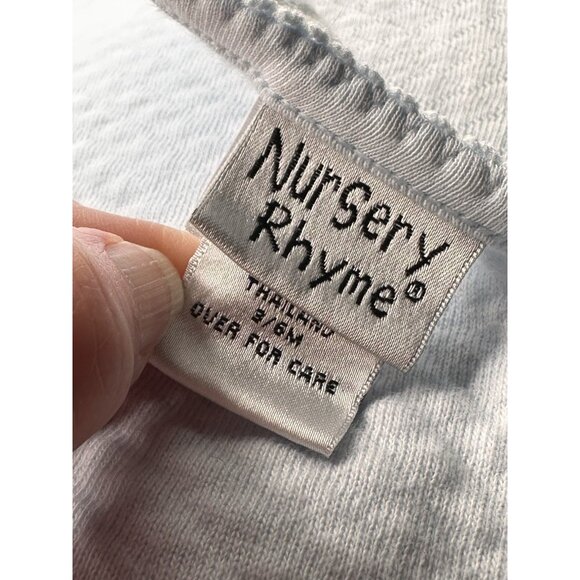 Nursery
Rhyme®
THAILAND
3/6M
OVER FOR CARE